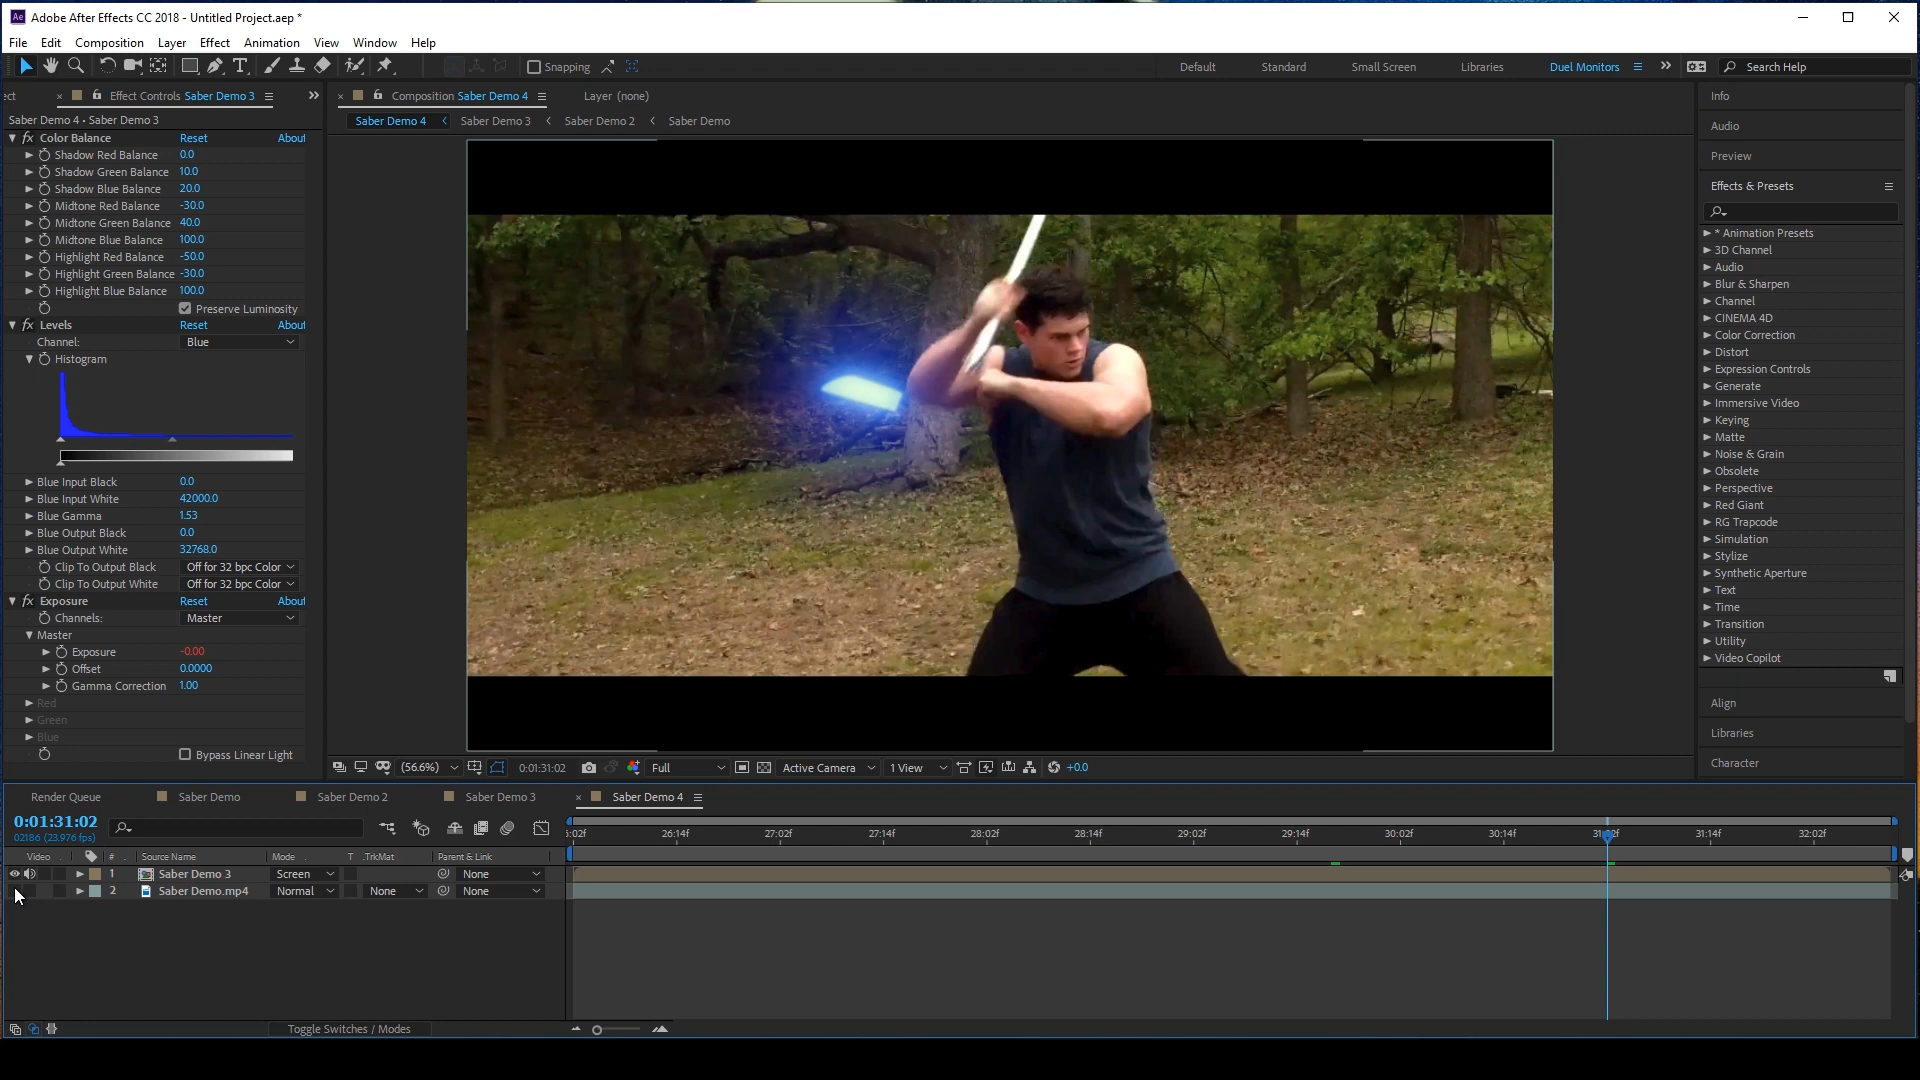 Ae Adobe After Effects CC 2018 - Untitled Project.aep *
File Edit Composition Layer Effect Animation View Window Help
Snapping Default Standard Small Screen Libraries Duel Monitors Search Help
ect × Effect Controls Saber Demo 3
Saber Demo 4 • Saber Demo 3
fx Color Balance Reset About
Shadow Red Balance 0.0
Shadow Green Balance 10.0
Shadow Blue Balance 20.0
Midtone Red Balance -30.0
Midtone Green Balance 40.0
Midtone Blue Balance 100.0
Highlight Red Balance -50.0
Highlight Green Balance -30.0
Highlight Blue Balance 100.0
Preserve Luminosity
fx Levels Reset About
Channel: Blue
Histogram
Blue Input Black 0.0
Blue Input White 42000.0
Blue Gamma 1.53
Blue Output Black 0.0
Blue Output White 32768.0
Clip To Output Black Off for 32 bpc Color
Clip To Output White Off for 32 bpc Color
fx Exposure Reset About
Channels: Master
Master
Exposure -0.00
Offset 0.0000
Gamma Correction 1.00
Red
Green
Blue
Bypass Linear Light
× Composition Saber Demo 4 Layer (none)
Saber Demo 4 Saber Demo 3 Saber Demo 2 Saber Demo
(56.6%) 0:01:31:02 Full Active Camera 1 View +0.0
Info
Audio
Preview
Effects & Presets
* Animation Presets
3D Channel
Audio
Blur & Sharpen
Channel
CINEMA 4D
Color Correction
Distort
Expression Controls
Generate
Immersive Video
Keying
Matte
Noise & Grain
Obsolete
Perspective
Red Giant
RG Trapcode
Simulation
Stylize
Synthetic Aperture
Text
Time
Transition
Utility
Video Copilot
Align
Libraries
Character
Render Queue Saber Demo Saber Demo 2 Saber Demo 3 × Saber Demo 4
0:01:31:02
02186 (23.976 fps)
5:02f 26:14f 27:02f 27:14f 28:02f 28:14f 29:02f 29:14f 30:02f 30:14f 31:02f 31:14f 32:02f
Video # Source Name Mode T .TrkMat Parent & Link
1 Saber Demo 3 Screen None
2 Saber Demo.mp4 Normal None None
Toggle Switches / Modes